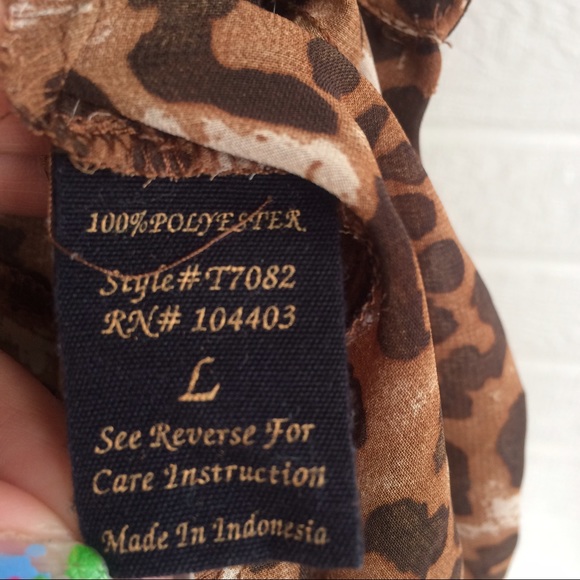 100%POLYESTER
Style#T7082
RN# 104403
L
See Reverse For
Care Instruction
Made In Indonesia